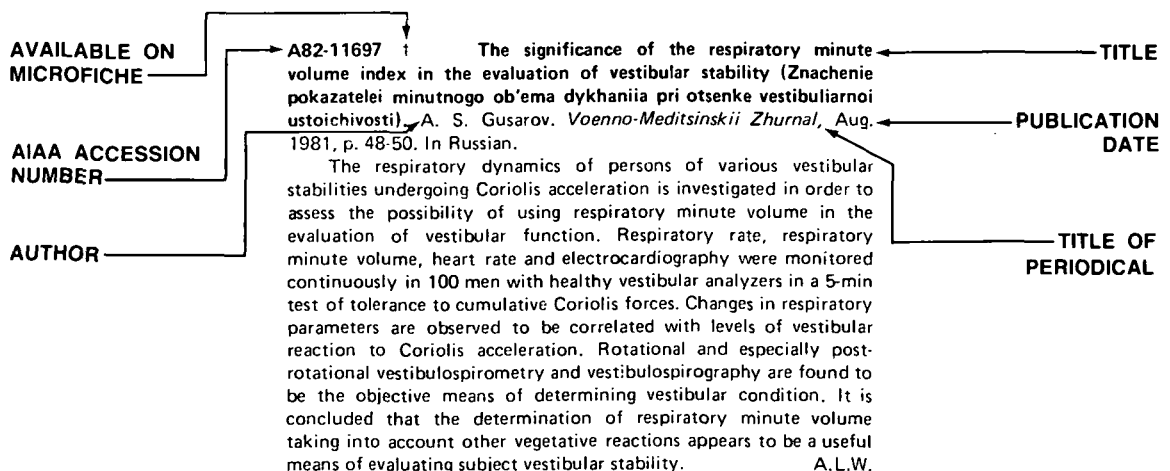 AVAILABLE ON
MICROFICHE
AIAA ACCESSION
NUMBER
AUTHOR
A82-11697 † The significance of the respiratory minute
volume index in the evaluation of vestibular stability (Znachenie
pokazatelei minutnogo ob'ema dykhaniia pri otsenke vestibuliarnoi
ustoichivosti). A. S. Gusarov. Voenno-Meditsinskii Zhurnal, Aug.
1981, p. 48-50. In Russian.
The respiratory dynamics of persons of various vestibular
stabilities undergoing Coriolis acceleration is investigated in order to
assess the possibility of using respiratory minute volume in the
evaluation of vestibular function. Respiratory rate, respiratory
minute volume, heart rate and electrocardiography were monitored
continuously in 100 men with healthy vestibular analyzers in a 5-min
test of tolerance to cumulative Coriolis forces. Changes in respiratory
parameters are observed to be correlated with levels of vestibular
reaction to Coriolis acceleration. Rotational and especially post-
rotational vestibulospirometry and vestibulospirography are found to
be the objective means of determining vestibular condition. It is
concluded that the determination of respiratory minute volume
taking into account other vegetative reactions appears to be a useful
means of evaluating subject vestibular stability. A.L.W.
TITLE
PUBLICATION
DATE
TITLE OF
PERIODICAL